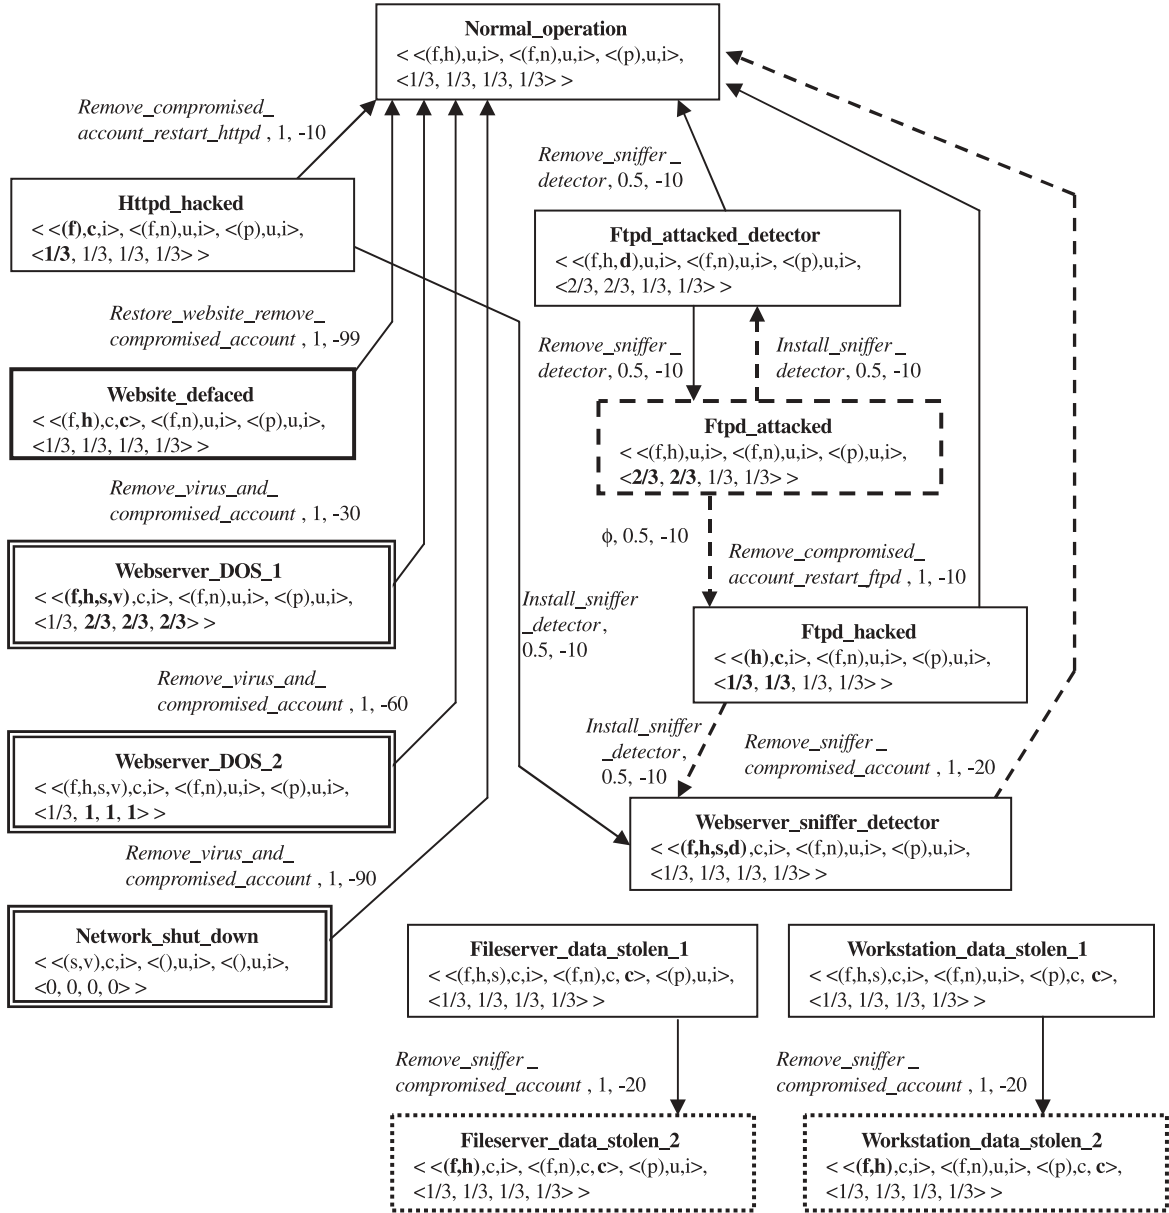 Normal_operation
< <(f,h),u,i>, <(f,n),u,i>, <(p),u,i>,
<1/3, 1/3, 1/3, 1/3> >
Remove_compromised_
account_restart_httpd , 1, -10
Httpd_hacked
< <(f),c,i>, <(f,n),u,i>, <(p),u,i>,
<1/3, 1/3, 1/3, 1/3> >
Remove_sniffer_
detector, 0.5, -10
Ftpd_attacked_detector
< <(f,h,d),u,i>, <(f,n),u,i>, <(p),u,i>,
<2/3, 2/3, 1/3, 1/3> >
Restore_website_remove_
compromised_account , 1, -99
Website_defaced
< <(f,h),c,c>, <(f,n),u,i>, <(p),u,i>,
<1/3, 1/3, 1/3, 1/3> >
Remove_sniffer_
detector, 0.5, -10
Install_sniffer_
detector, 0.5, -10
Ftpd_attacked
< <(f,h),u,i>, <(f,n),u,i>, <(p),u,i>,
<2/3, 2/3, 1/3, 1/3> >
Remove_virus_and_
compromised_account , 1, -30
Webserver_DOS_1
< <(f,h,s,v),c,i>, <(f,n),u,i>, <(p),u,i>,
<1/3, 2/3, 2/3, 2/3> >
ϕ, 0.5, -10
Remove_compromised_
account_restart_ftpd , 1, -10
Install_sniffer
_detector,
0.5, -10
Ftpd_hacked
< <(h),c,i>, <(f,n),u,i>, <(p),u,i>,
<1/3, 1/3, 1/3, 1/3> >
Remove_virus_and_
compromised_account , 1, -60
Webserver_DOS_2
< <(f,h,s,v),c,i>, <(f,n),u,i>, <(p),u,i>,
<1/3, 1, 1, 1> >
Install_sniffer
_detector,
0.5, -10
Remove_sniffer_
compromised_account , 1, -20
Webserver_sniffer_detector
< <(f,h,s,d),c,i>, <(f,n),u,i>, <(p),u,i>,
<1/3, 1/3, 1/3, 1/3> >
Remove_virus_and_
compromised_account , 1, -90
Network_shut_down
< <(s,v),c,i>, <(),u,i>, <(),u,i>,
<0, 0, 0, 0> >
Fileserver_data_stolen_1
< <(f,h,s),c,i>, <(f,n),c, c>, <(p),u,i>,
<1/3, 1/3, 1/3, 1/3> >
Workstation_data_stolen_1
< <(f,h,s),c,i>, <(f,n),u,i>, <(p),c, c>,
<1/3, 1/3, 1/3, 1/3> >
Remove_sniffer_
compromised_account , 1, -20
Remove_sniffer_
compromised_account , 1, -20
Fileserver_data_stolen_2
< <(f,h),c,i>, <(f,n),c, c>, <(p),u,i>,
<1/3, 1/3, 1/3, 1/3> >
Workstation_data_stolen_2
< <(f,h),c,i>, <(f,n),u,i>, <(p),c, c>,
<1/3, 1/3, 1/3, 1/3> >